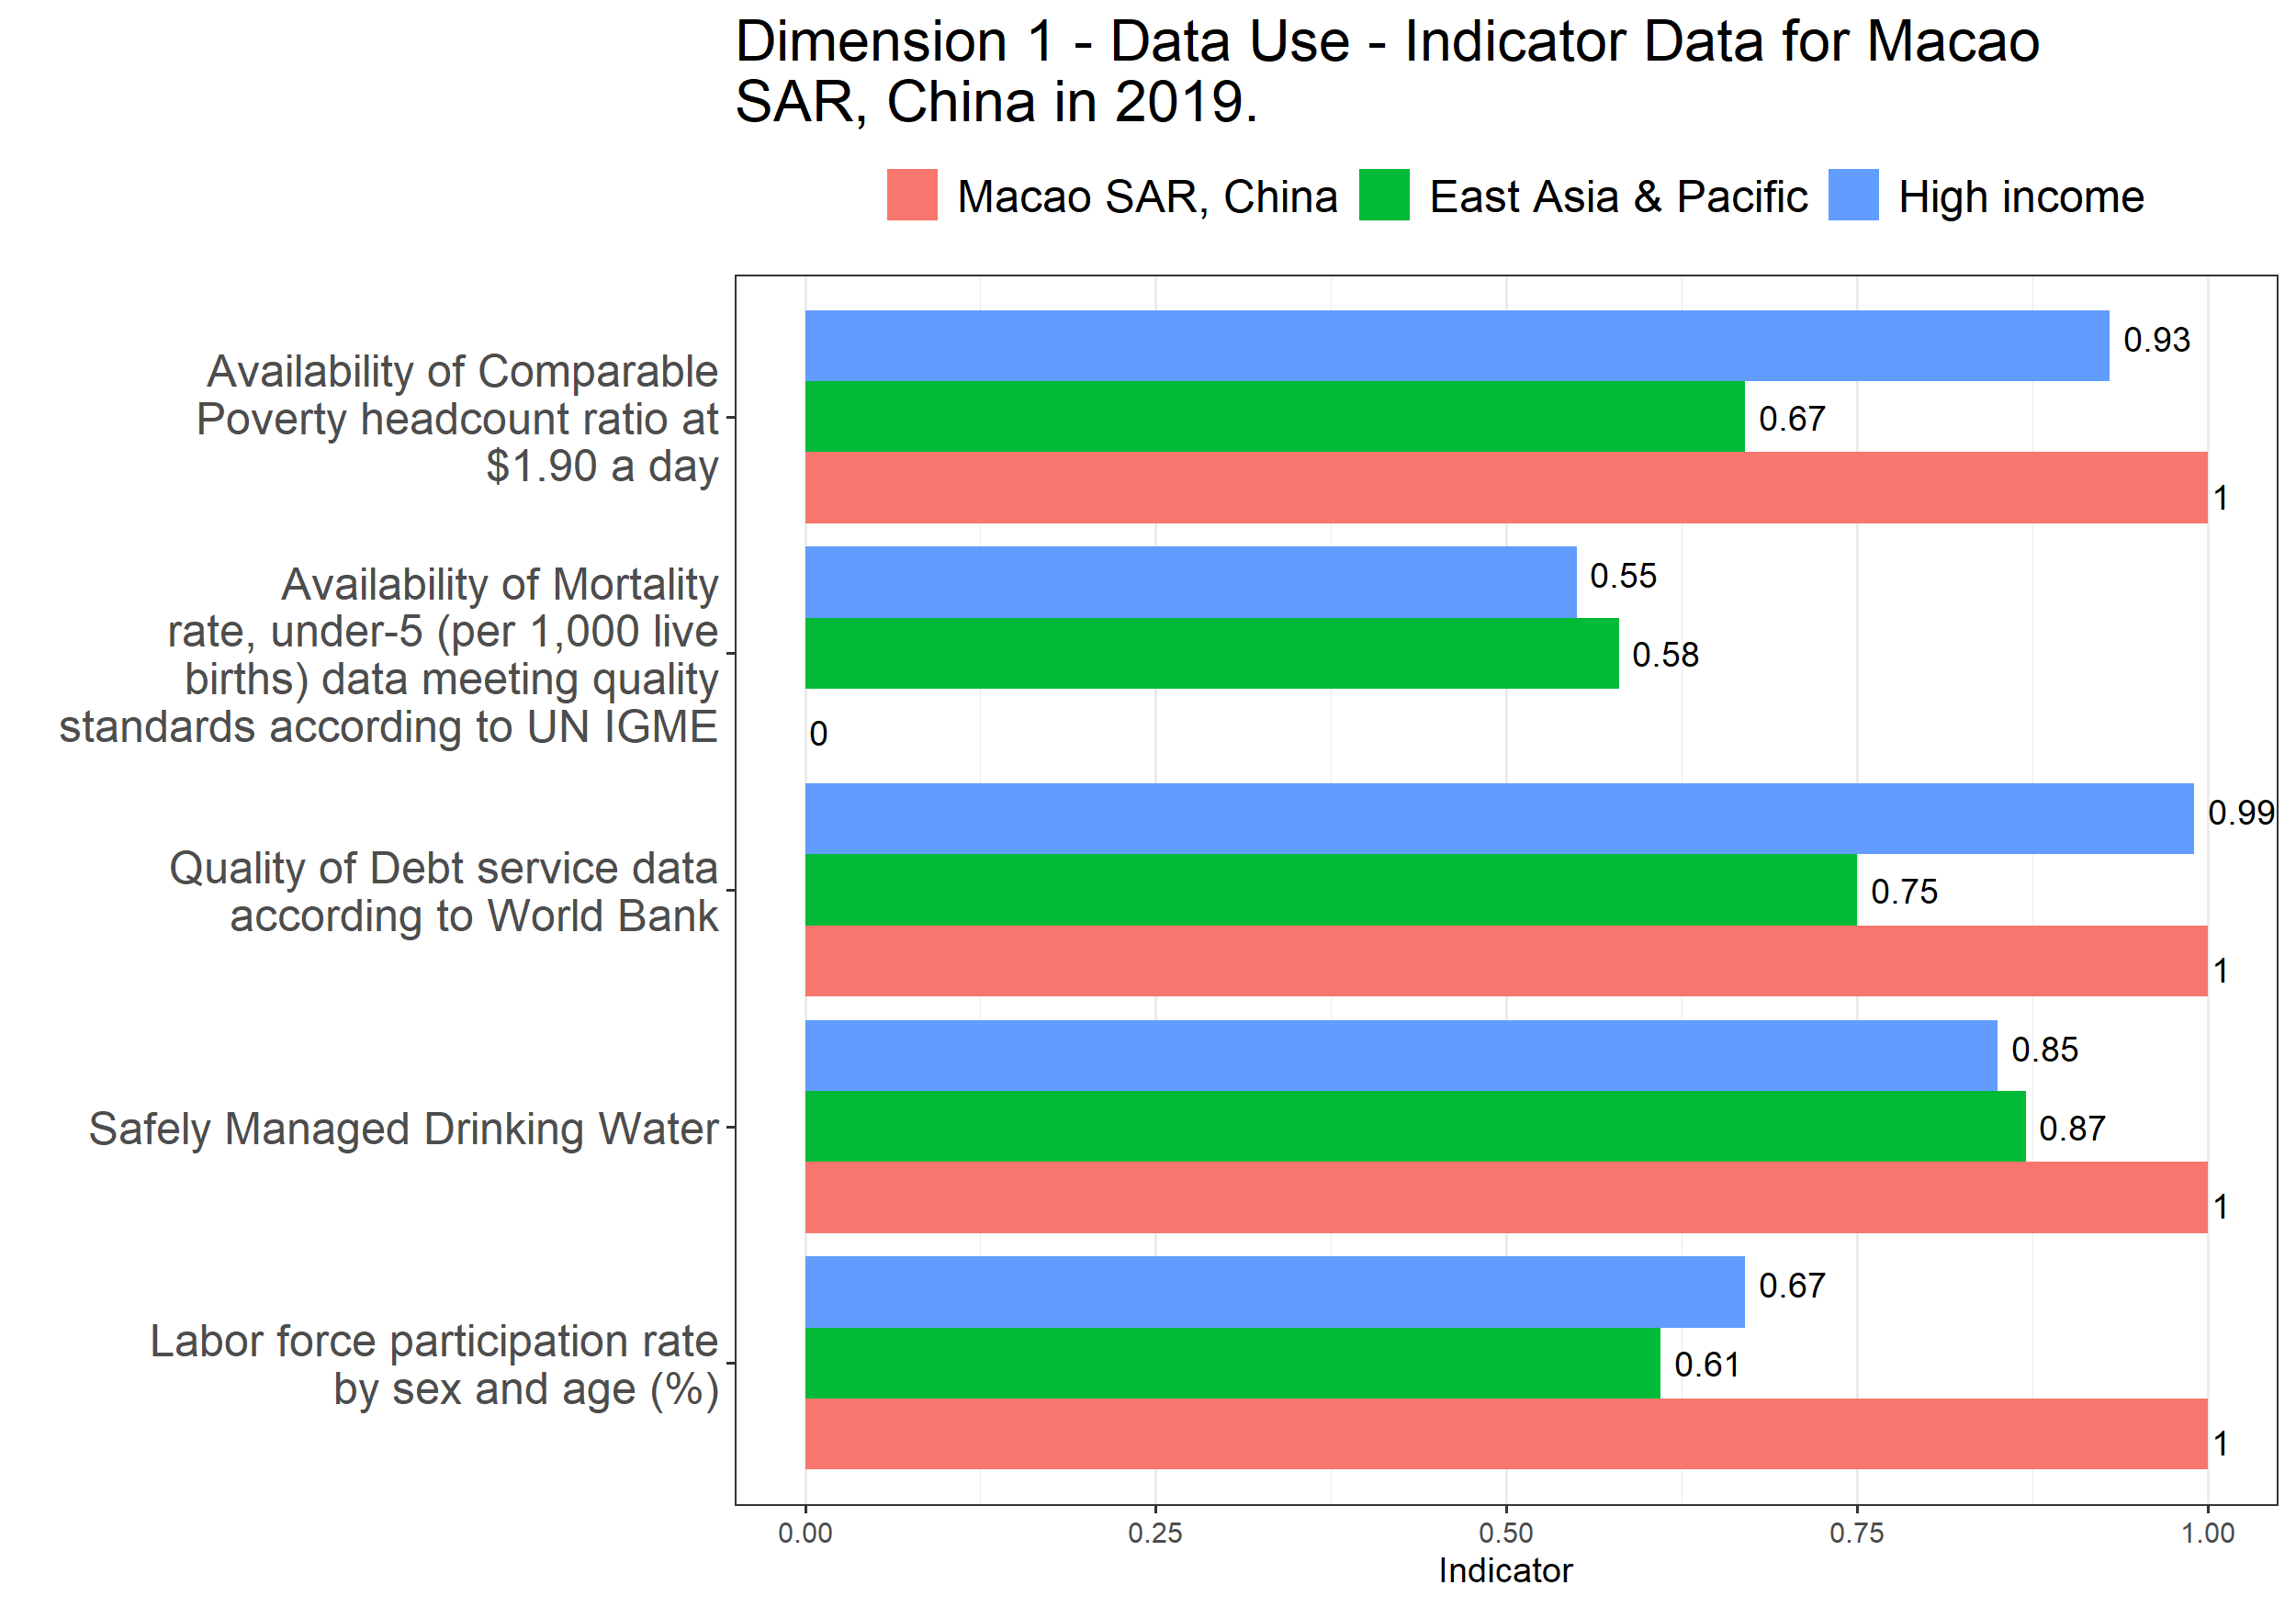 Dimension 1 - Data Use - Indicator Data for Macao
SAR, China in 2019.
Macao SAR, China East Asia & Pacific High income
Availability of Comparable
Poverty headcount ratio at
$1.90 a day
0.93
0.67
1
Availability of Mortality
rate, under-5 (per 1,000 live
births) data meeting quality
standards according to UN IGME
0.55
0.58
0
Quality of Debt service data
according to World Bank
0.99
0.75
1
Safely Managed Drinking Water
0.85
0.87
1
Labor force participation rate
by sex and age (%)
0.67
0.61
1
0.00 0.25 0.50 0.75 1.00
Indicator